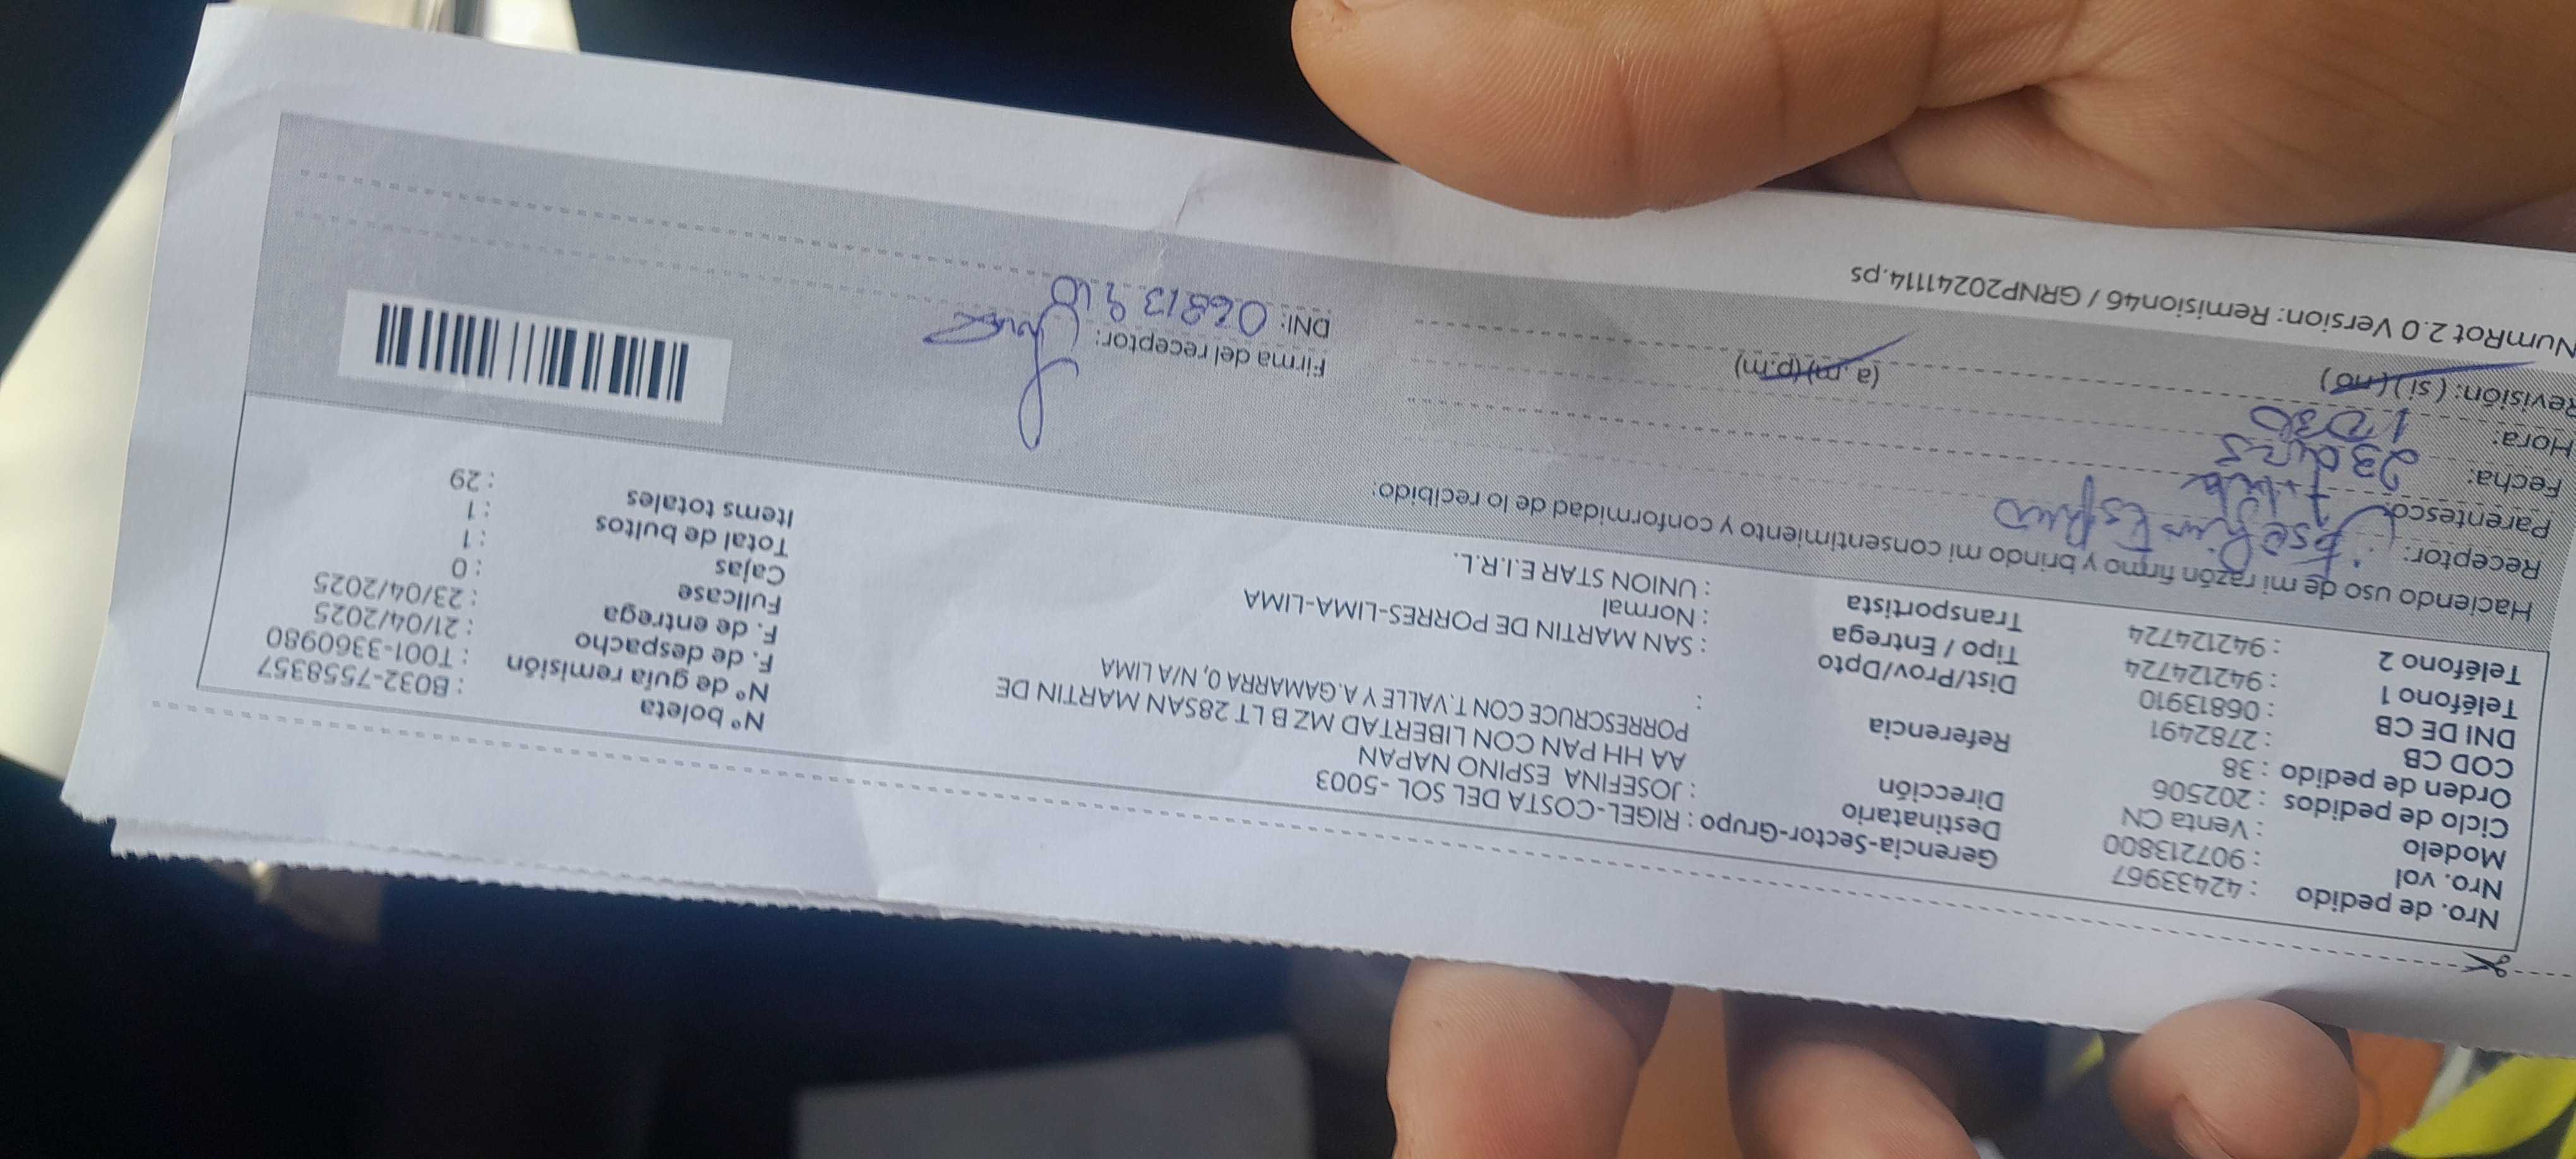 Nro. de pedido : 42433967
Nro. vol : 907213800
Modelo : Venta CN
Ciclo de pedidos : 202506
Orden de pedido : 38
COD CB : 2782491
DNI DE CB : 06813910
Teléfono 1 : 942124724
Teléfono 2 : 942124724
Gerencia-Sector-Grupo : RIGEL-COSTA DEL SOL -5003
Destinatario : JOSEFINA ESPINO NAPAN
Dirección AA HH PAN CON LIBERTAD MZ B LT 28SAN MARTIN DE
PORRESCRUCE CON T.VALLE Y A.GAMARRA 0, N/A LIMA
Referencia :
Dist/Prov/Dpto : SAN MARTIN DE PORRES-LIMA-LIMA
Tipo / Entrega : Normal
Transportista : UNION STAR E.I.R.L.
Nº boleta : B032-7558357
Nº de guía remisión : T001-3360980
F. de despacho : 21/04/2025
F. de entrega : 23/04/2025
Fullcase : 0
Cajas : 1
Total de bultos : 1
Items totales : 29
Haciendo uso de mi razón firmo y brindo mi consentimiento y conformidad de lo recibido:
Receptor:
Parentesco:
Fecha: 23
Hora: (a.m)(p.m)
Revisión: (si)(no)
Firma del receptor:
DNI: 06813910
NumRot 2.0 Version: Remision46 / GRNP20241114.ps